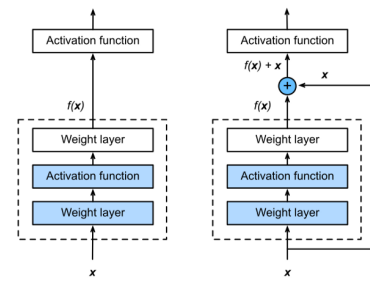 Activation function
f(x)
Weight layer
Activation function
Weight layer
x
Activation function
f(x) + x
x
+
f(x)
Weight layer
Activation function
Weight layer
x